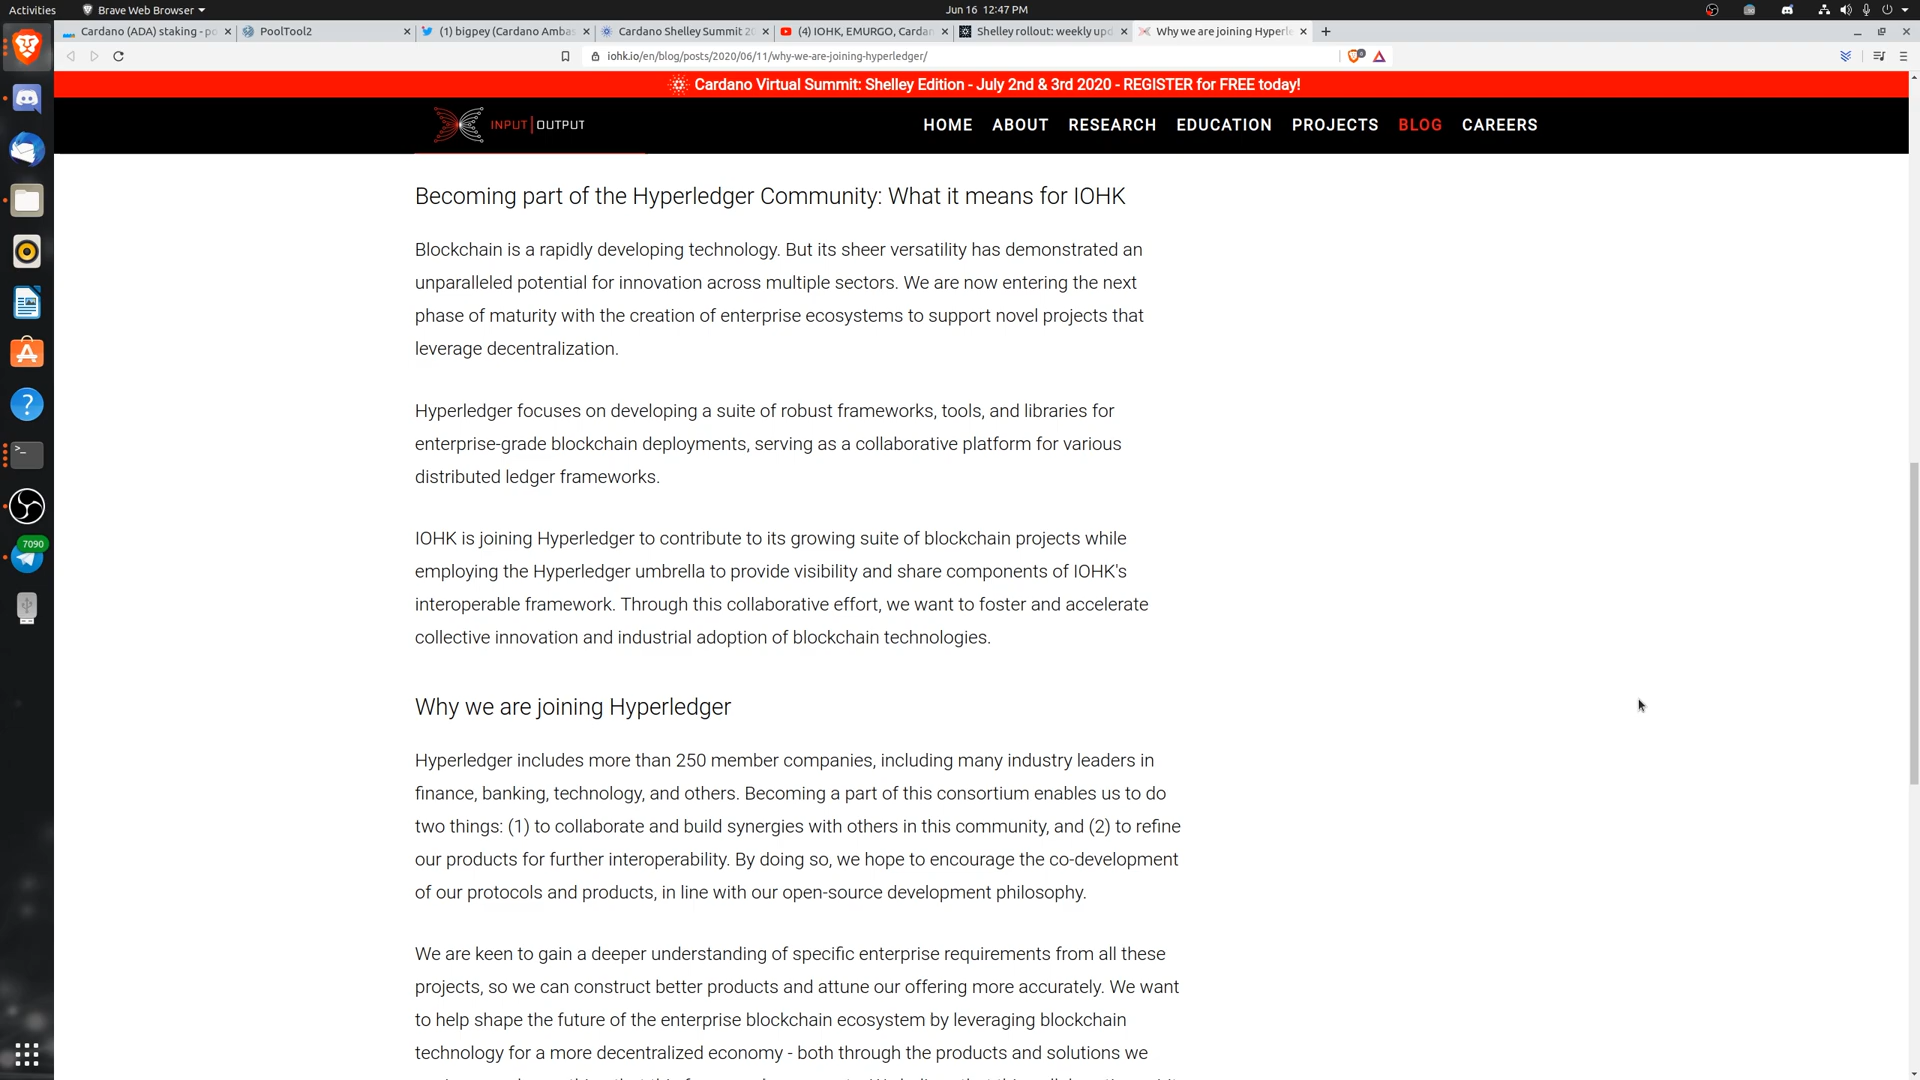 Activities
Brave Web Browser
Jun 16 12:47 PM
Cardano (ADA) staking - po
PoolTool2
(1) bigpey (Cardano Ambas
Cardano Shelley Summit 20
(4) IOHK, EMURGO, Cardan
Shelley rollout: weekly upd
Why we are joining Hyperle
iohk.io/en/blog/posts/2020/06/11/why-we-are-joining-hyperledger/
Cardano Virtual Summit: Shelley Edition - July 2nd & 3rd 2020 - REGISTER for FREE today!
INPUT | OUTPUT
HOME ABOUT RESEARCH EDUCATION PROJECTS BLOG CAREERS
Becoming part of the Hyperledger Community: What it means for IOHK
Blockchain is a rapidly developing technology. But its sheer versatility has demonstrated an
unparalleled potential for innovation across multiple sectors. We are now entering the next
phase of maturity with the creation of enterprise ecosystems to support novel projects that
leverage decentralization.
Hyperledger focuses on developing a suite of robust frameworks, tools, and libraries for
enterprise-grade blockchain deployments, serving as a collaborative platform for various
distributed ledger frameworks.
IOHK is joining Hyperledger to contribute to its growing suite of blockchain projects while
employing the Hyperledger umbrella to provide visibility and share components of IOHK's
interoperable framework. Through this collaborative effort, we want to foster and accelerate
collective innovation and industrial adoption of blockchain technologies.
7090
Why we are joining Hyperledger
Hyperledger includes more than 250 member companies, including many industry leaders in
finance, banking, technology, and others. Becoming a part of this consortium enables us to do
two things: (1) to collaborate and build synergies with others in this community, and (2) to refine
our products for further interoperability. By doing so, we hope to encourage the co-development
of our protocols and products, in line with our open-source development philosophy.
We are keen to gain a deeper understanding of specific enterprise requirements from all these
projects, so we can construct better products and attune our offering more accurately. We want
to help shape the future of the enterprise blockchain ecosystem by leveraging blockchain
technology for a more decentralized economy - both through the products and solutions we